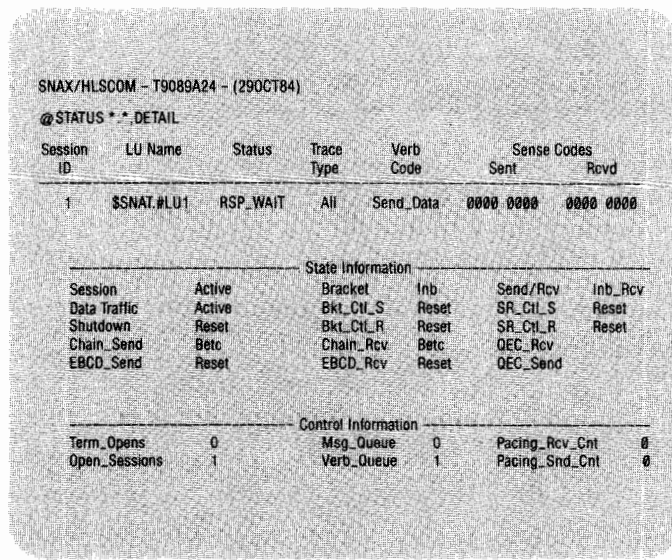 SNAX/HLSCOM – T9089A24 – (29OCT84)
@STATUS *.*,DETAIL
Session LU Name Status Trace Verb Sense Codes
ID Type Code Sent Rcvd
1 $SNAT.#LU1 RSP_WAIT All Send_Data 0000 0000 0000 0000
State Information
Session Active Bracket Inb Send/Rcv Inb_Rcv
Data Traffic Active Bkt_Ctl_S Reset SR_Ctl_S Reset
Shutdown Reset Bkt_Ctl_R Reset SR_Ctl_R Reset
Chain_Send Betc Chain_Rcv Betc QEC_Rcv
EBCD_Send Reset EBCD_Rcv Reset QEC_Send
Control Information
Term_Opens 0 Msg_Queue 0 Pacing_Rcv_Cnt 0
Open_Sessions 1 Verb_Queue 1 Pacing_Snd_Cnt 0